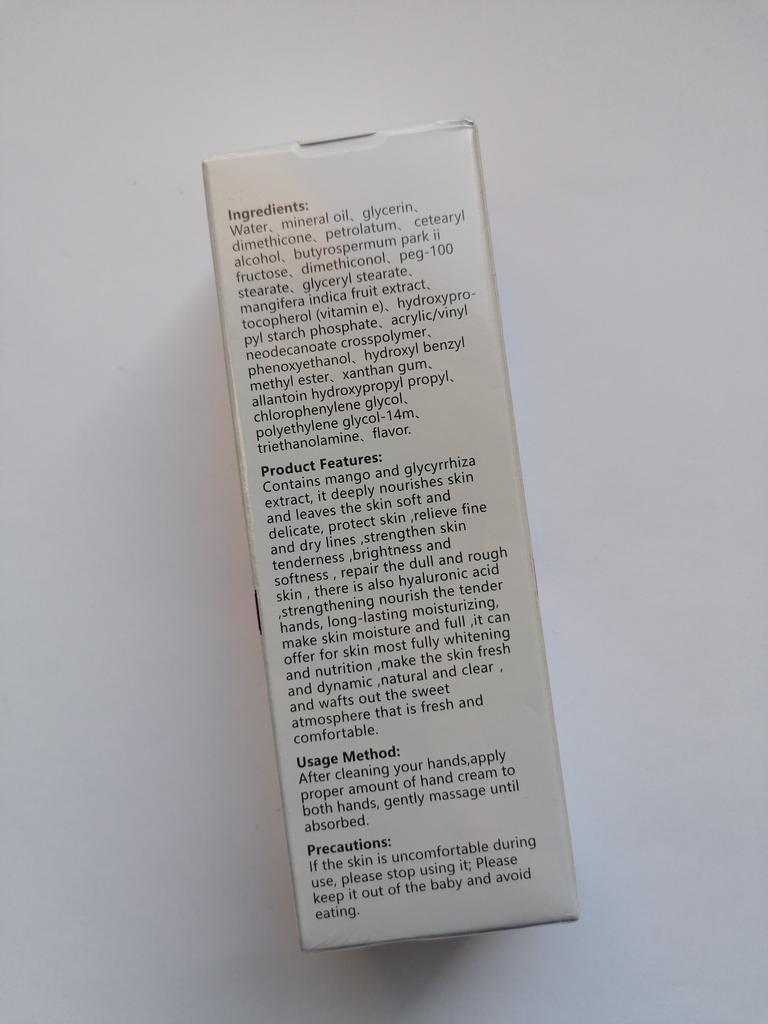 Ingredients:
Water、mineral oil、glycerin、
dimethicone、petrolatum、cetearyl
alcohol、butyrospermum park ii
fructose、dimethiconol、peg-100
stearate、glyceryl stearate、
mangifera indica fruit extract、
tocopherol (vitamin e)、hydroxypro-
pyl starch phosphate、acrylic/vinyl
neodecanoate crosspolymer、
phenoxyethanol、hydroxyl benzyl
methyl ester、xanthan gum、
allantoin hydroxypropyl propyl、
chlorophenylene glycol、
polyethylene glycol-14m、
triethanolamine、flavor.
Product Features:
Contains mango and glycyrrhiza
extract, it deeply nourishes skin
and leaves the skin soft and
delicate, protect skin ,relieve fine
and dry lines ,strengthen skin
tenderness ,brightness and
softness , repair the dull and rough
skin , there is also hyaluronic acid
,strengthening nourish the tender
hands, long-lasting moisturizing,
make skin moisture and full ,it can
offer for skin most fully whitening
and nutrition ,make the skin fresh
and dynamic ,natural and clear ,
and wafts out the sweet
atmosphere that is fresh and
comfortable.
Usage Method:
After cleaning your hands,apply
proper amount of hand cream to
both hands, gently massage until
absorbed.
Precautions:
If the skin is uncomfortable during
use, please stop using it; Please
keep it out of the baby and avoid
eating.